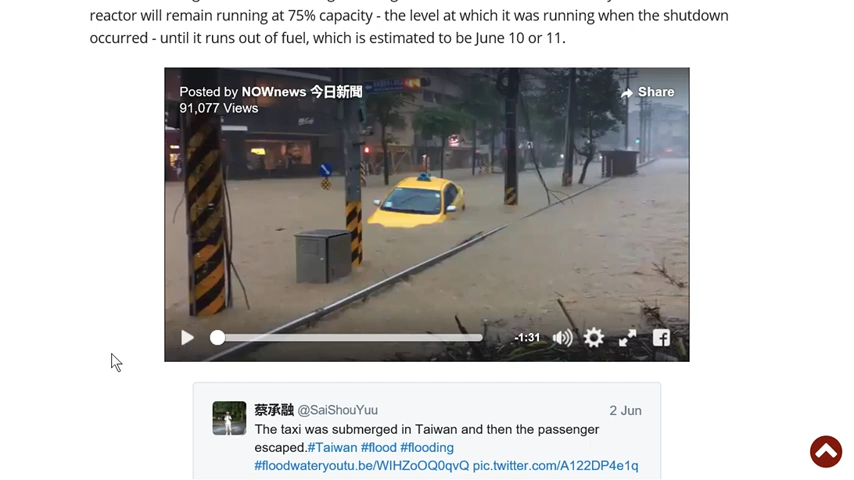 reactor will remain running at 75% capacity - the level at which it was running when the shutdown
occurred - until it runs out of fuel, which is estimated to be June 10 or 11.
Posted by NOWnews 今日新聞
91,077 Views
Share
-1:31
蔡承融 @SaiShouYuu
2 Jun
The taxi was submerged in Taiwan and then the passenger
escaped.#Taiwan #flood #flooding
#floodwateryoutu.be/WIHZoOQ0qvQ pic.twitter.com/A122DP4e1q